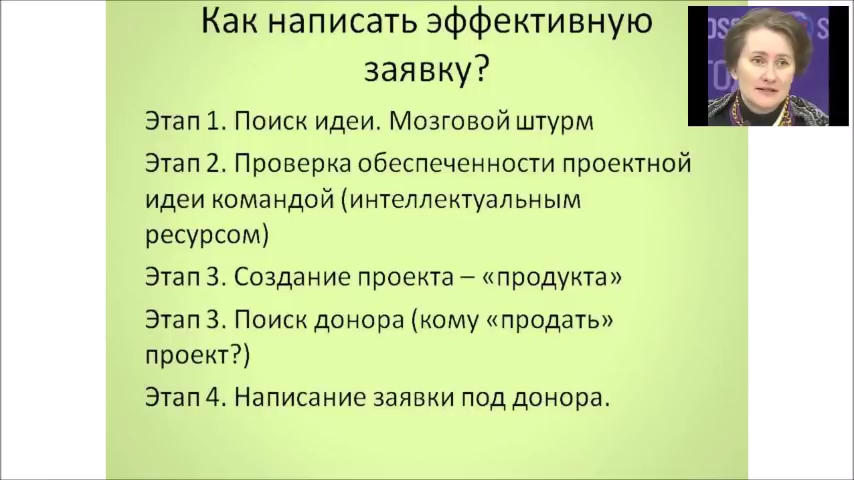 Как написать эффективную
заявку?
Этап 1. Поиск идеи. Мозговой штурм
Этап 2. Проверка обеспеченности проектной
идеи командой (интеллектуальным
ресурсом)
Этап 3. Создание проекта – «продукта»
Этап 3. Поиск донора (кому «продать»
проект?)
Этап 4. Написание заявки под донора.